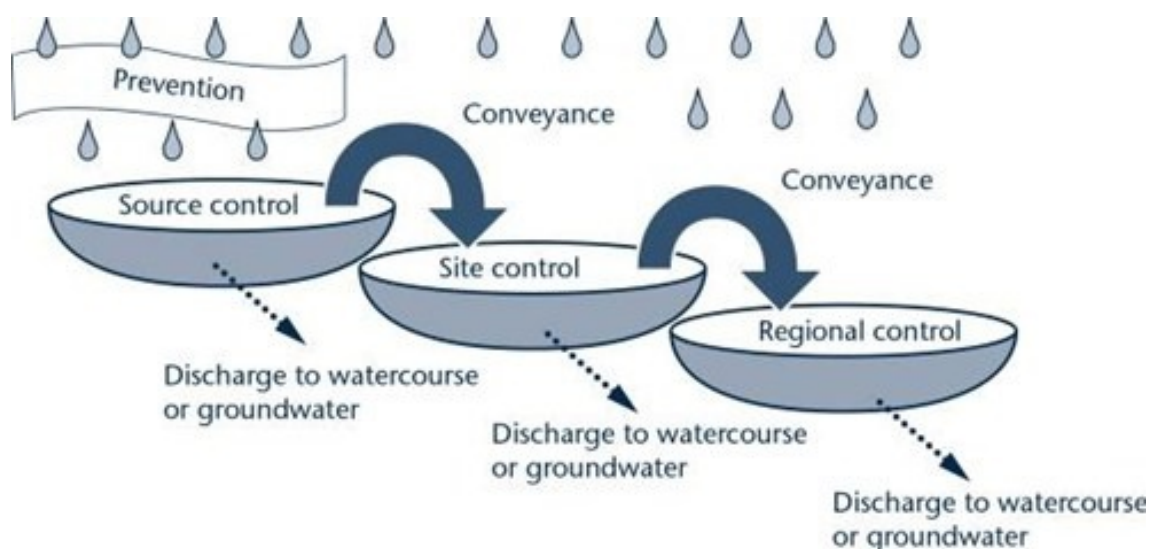 Prevention
Conveyance
Conveyance
Source control
Site control
Regional control
Discharge to watercourse
or groundwater
Discharge to watercourse
or groundwater
Discharge to watercourse
or groundwater